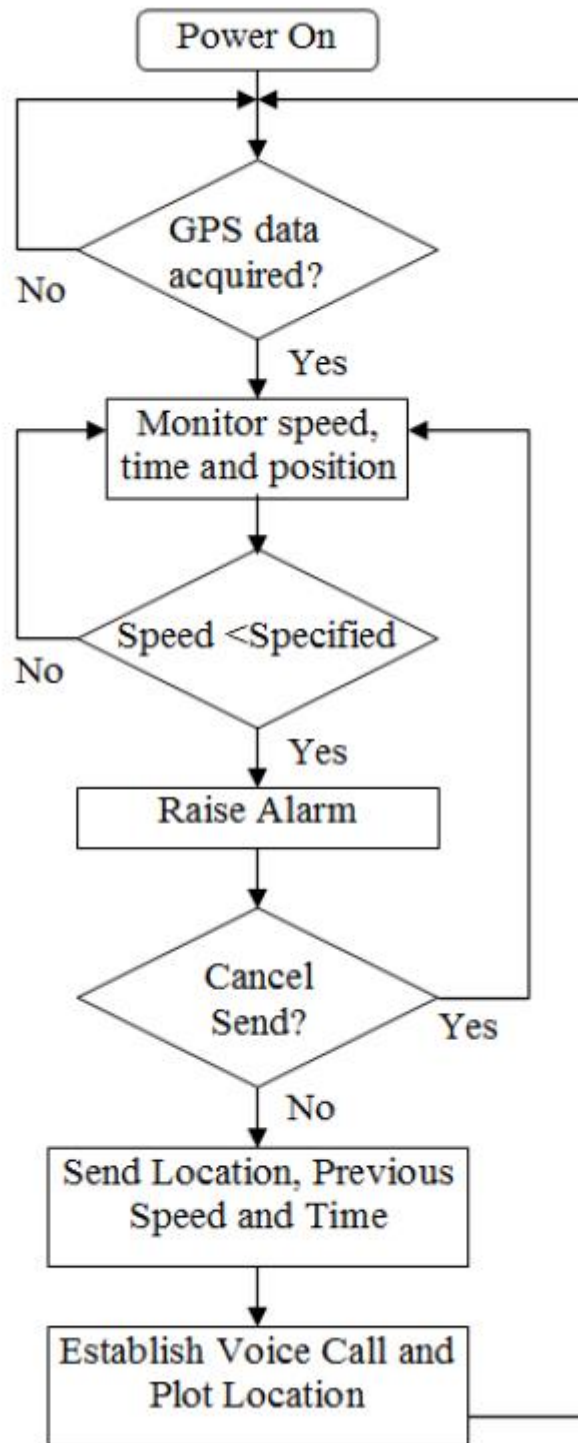 Power On
GPS data
acquired?
No
Yes
Monitor speed,
time and position
Speed <Specified
No
Yes
Raise Alarm
Cancel
Send?
Yes
No
Send Location, Previous
Speed and Time
Establish Voice Call and
Plot Location